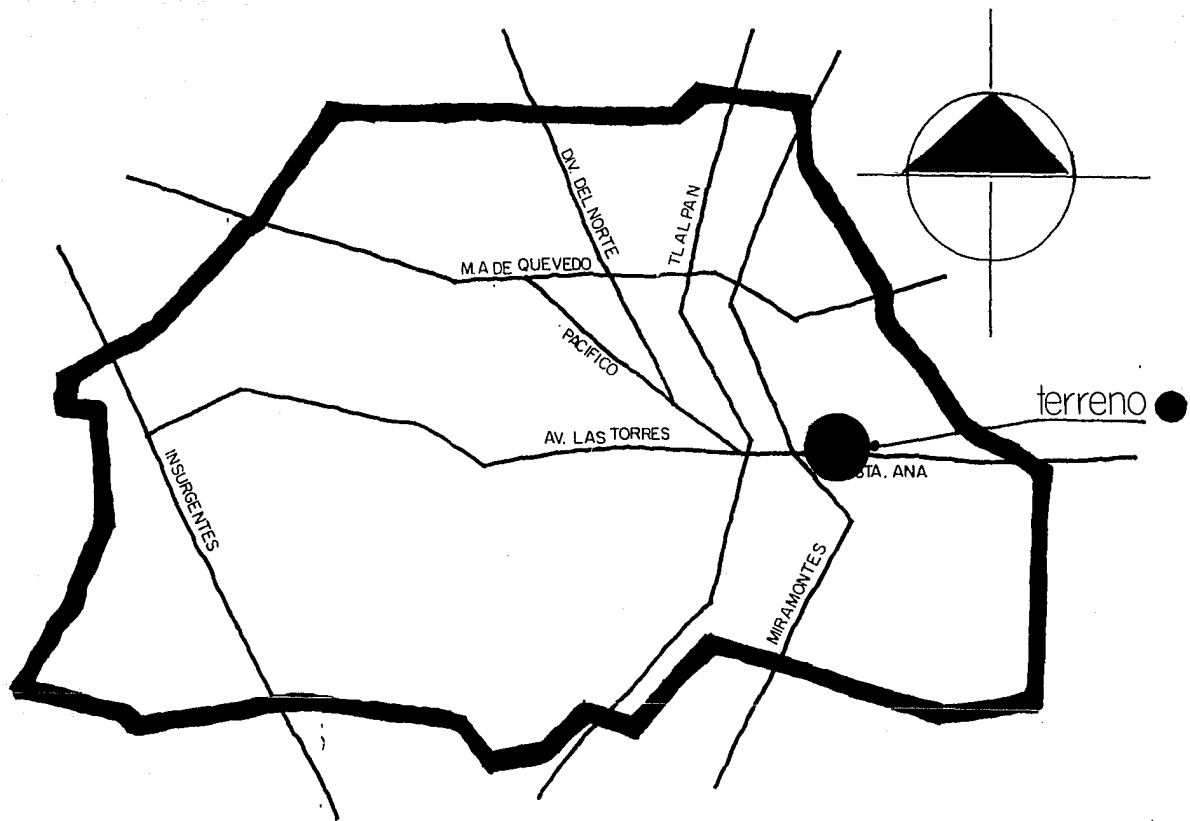 DIV. DEL NORTE
TLALPAN
M.A DE QUEVEDO
PACIFICO
terreno
AV. LAS TORRES
STA. ANA
INSURGENTES
MIRAMONTES